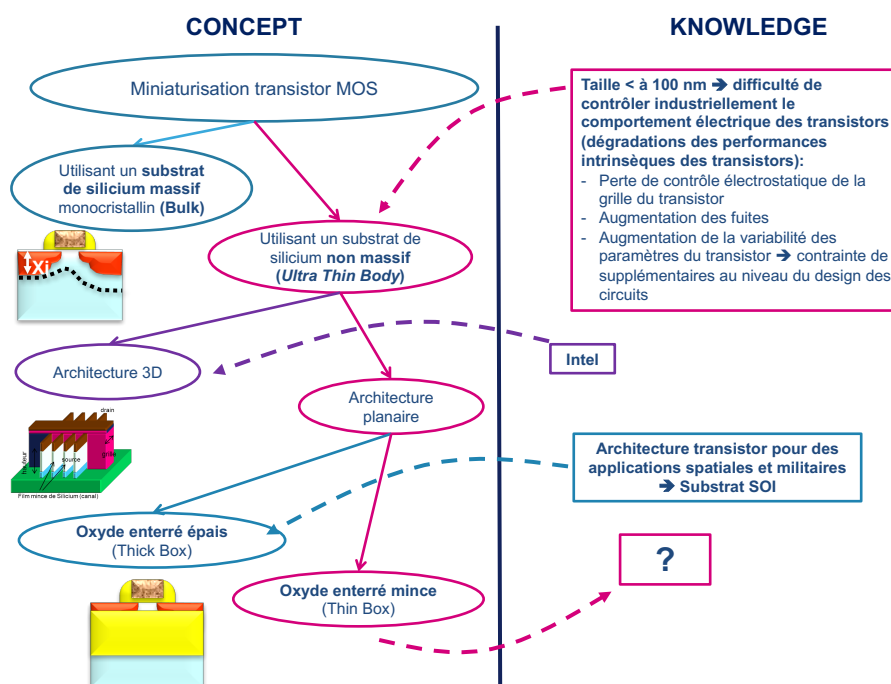 CONCEPT
KNOWLEDGE
Miniaturisation transistor MOS
Taille < à 100 nm ➔ difficulté de
contrôler industriellement le
comportement électrique des transistors
(dégradations des performances
intrinsèques des transistors):
- Perte de contrôle électrostatique de la
grille du transistor
- Augmentation des fuites
- Augmentation de la variabilité des
paramètres du transistor ➔ contrainte de
supplémentaires au niveau du design des
circuits
Utilisant un substrat
de silicium massif
monocristallin (Bulk)
Xj
Utilisant un substrat de
silicium non massif
(Ultra Thin Body)
Intel
Architecture 3D
Architecture
planaire
drain
grille
source
hauteur
Film mince de Silicium (canal)
Architecture transistor pour des
applications spatiales et militaires
➔ Substrat SOI
Oxyde enterré épais
(Thick Box)
?
Oxyde enterré mince
(Thin Box)